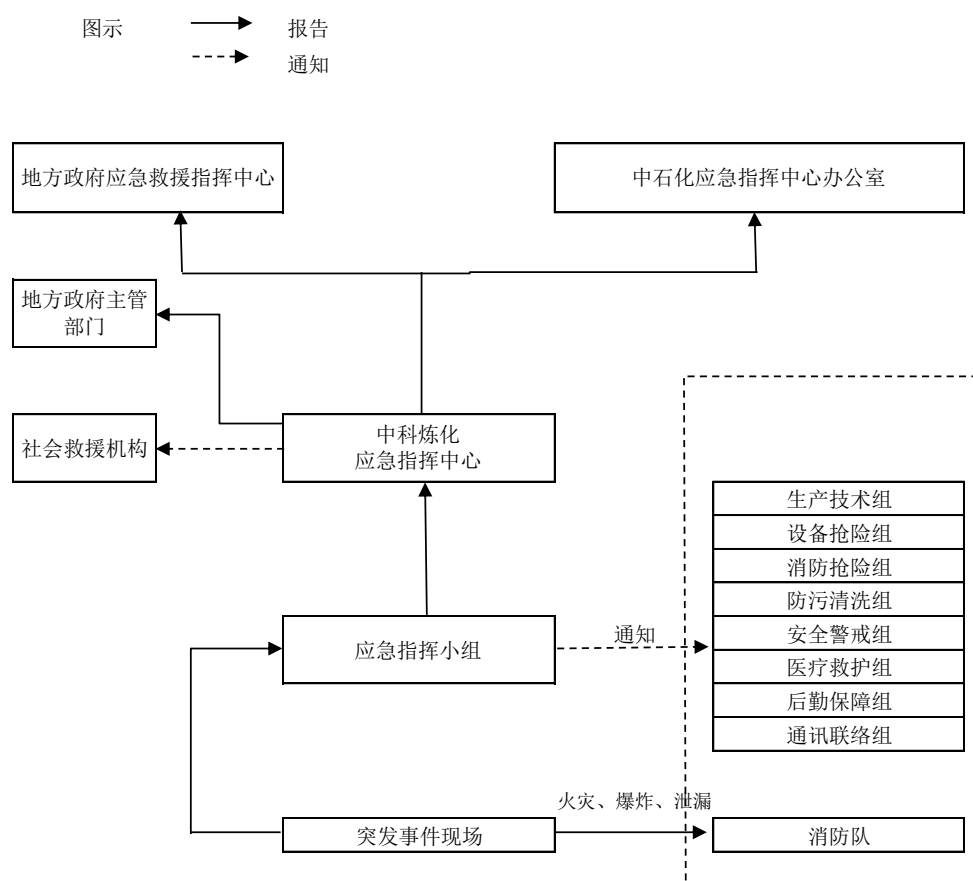 图示
报告
通知
地方政府应急救援指挥中心
中石化应急指挥中心办公室
地方政府主管
部门
社会救援机构
中科炼化
应急指挥中心
生产技术组
设备抢险组
消防抢险组
防污清洗组
安全警戒组
医疗救护组
后勤保障组
通讯联络组
应急指挥小组
通知
火灾、爆炸、泄漏
突发事件现场
消防队